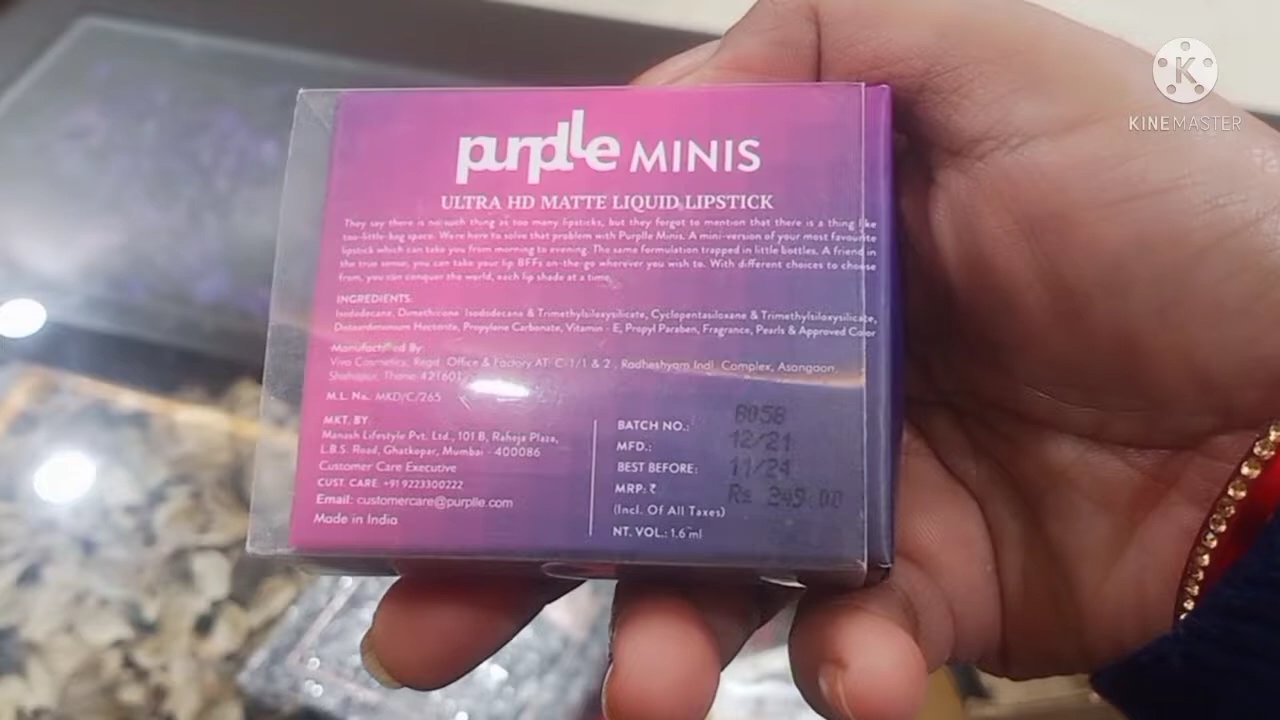 purplle MINIS
ULTRA HD MATTE LIQUID LIPSTICK
They say there is no such thing as too many lipsticks, but they forgot to mention that there is a thing like
too-little-bag space. We're here to solve that problem with Purplle Minis. A mini-version of your most favourite
lipstick which can take you from morning to evening. The same formulation trapped in little bottles. A friend in
the true sense, you can take your lip BFFs on-the-go wherever you wish to. With different choices to choose
from, you can conquer the world, each lip shade at a time.
INGREDIENTS:
Isododecane, Dimethicone, Isododecane & Trimethylsiloxysilicate, Cyclopentasiloxane & Trimethylsiloxysilicate,
Hectorite, Propylene Carbonate, Vitamin - E, Propyl Paraben, Fragrance, Pearls & Approved Color
Manufactured By:
Viva Cosmetics, Regd. Office & Factory AT: C-1/1 & 2, Radheshyam Indl. Complex, Asangaon,
Shahapur, Thane 421601
M.L. No. MKD/C/265
MKT. BY
Manash Lifestyle Pvt. Ltd., 101 B, Raheja Plaza,
L.B.S. Road, Ghatkopar, Mumbai - 400086
Customer Care Executive
CUST. CARE: +91 9223300222
Email: customercare@purplle.com
Made in India
BATCH NO.: B058
MFD.: 12/21
BEST BEFORE: 11/24
MRP: ₹ Rs 249.00
(Incl. Of All Taxes)
NT. VOL.: 1.6 ml
KINEMASTER